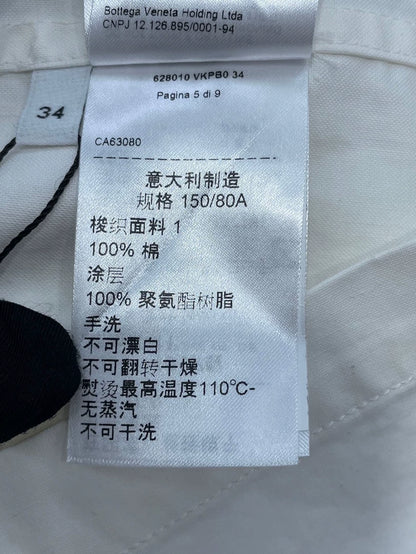 Bottega Veneta Holding Ltda
CNPJ 12.126.895/0001-94
34
628010 VKPB0 34
Pagina 5 di 9
CA63080
意大利制造
规格 150/80A
梭织面料 1
100% 棉
涂层
100% 聚氨酯树脂
手洗
不可漂白
不可翻转干燥
熨烫最高温度110℃-
无蒸汽
不可干洗